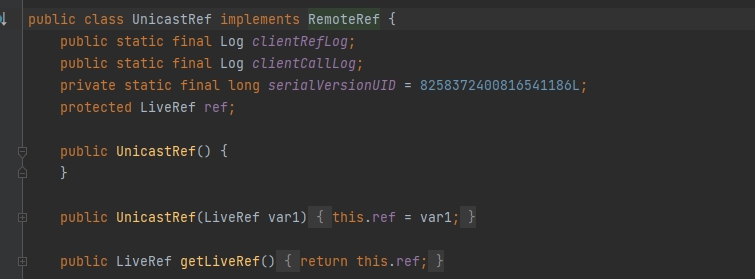 public class UnicastRef implements RemoteRef {
public static final Log clientRefLog;
public static final Log clientCallLog;
private static final long serialVersionUID = 8258372400816541186L;
protected LiveRef ref;
public UnicastRef() {
}
public UnicastRef(LiveRef var1) { this.ref = var1; }
public LiveRef getLiveRef() { return this.ref; }